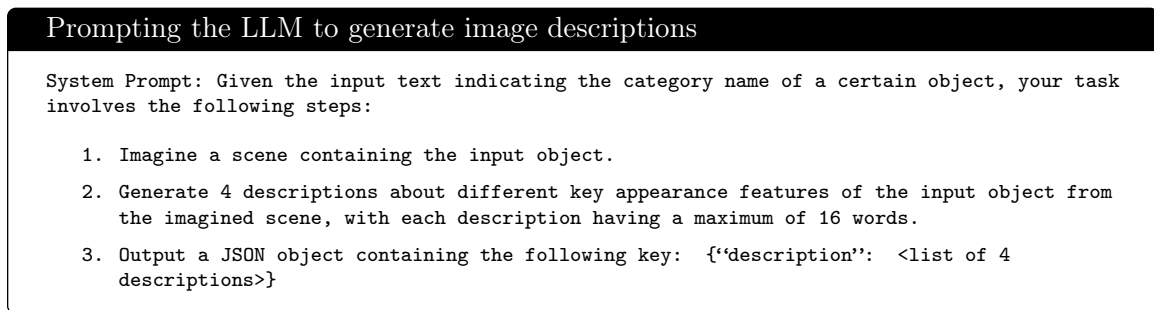 Prompting the LLM to generate image descriptions
System Prompt: Given the input text indicating the category name of a certain object, your task
involves the following steps:
1. Imagine a scene containing the input object.
2. Generate 4 descriptions about different key appearance features of the input object from
the imagined scene, with each description having a maximum of 16 words.
3. Output a JSON object containing the following key: {“description”: <list of 4
descriptions>}